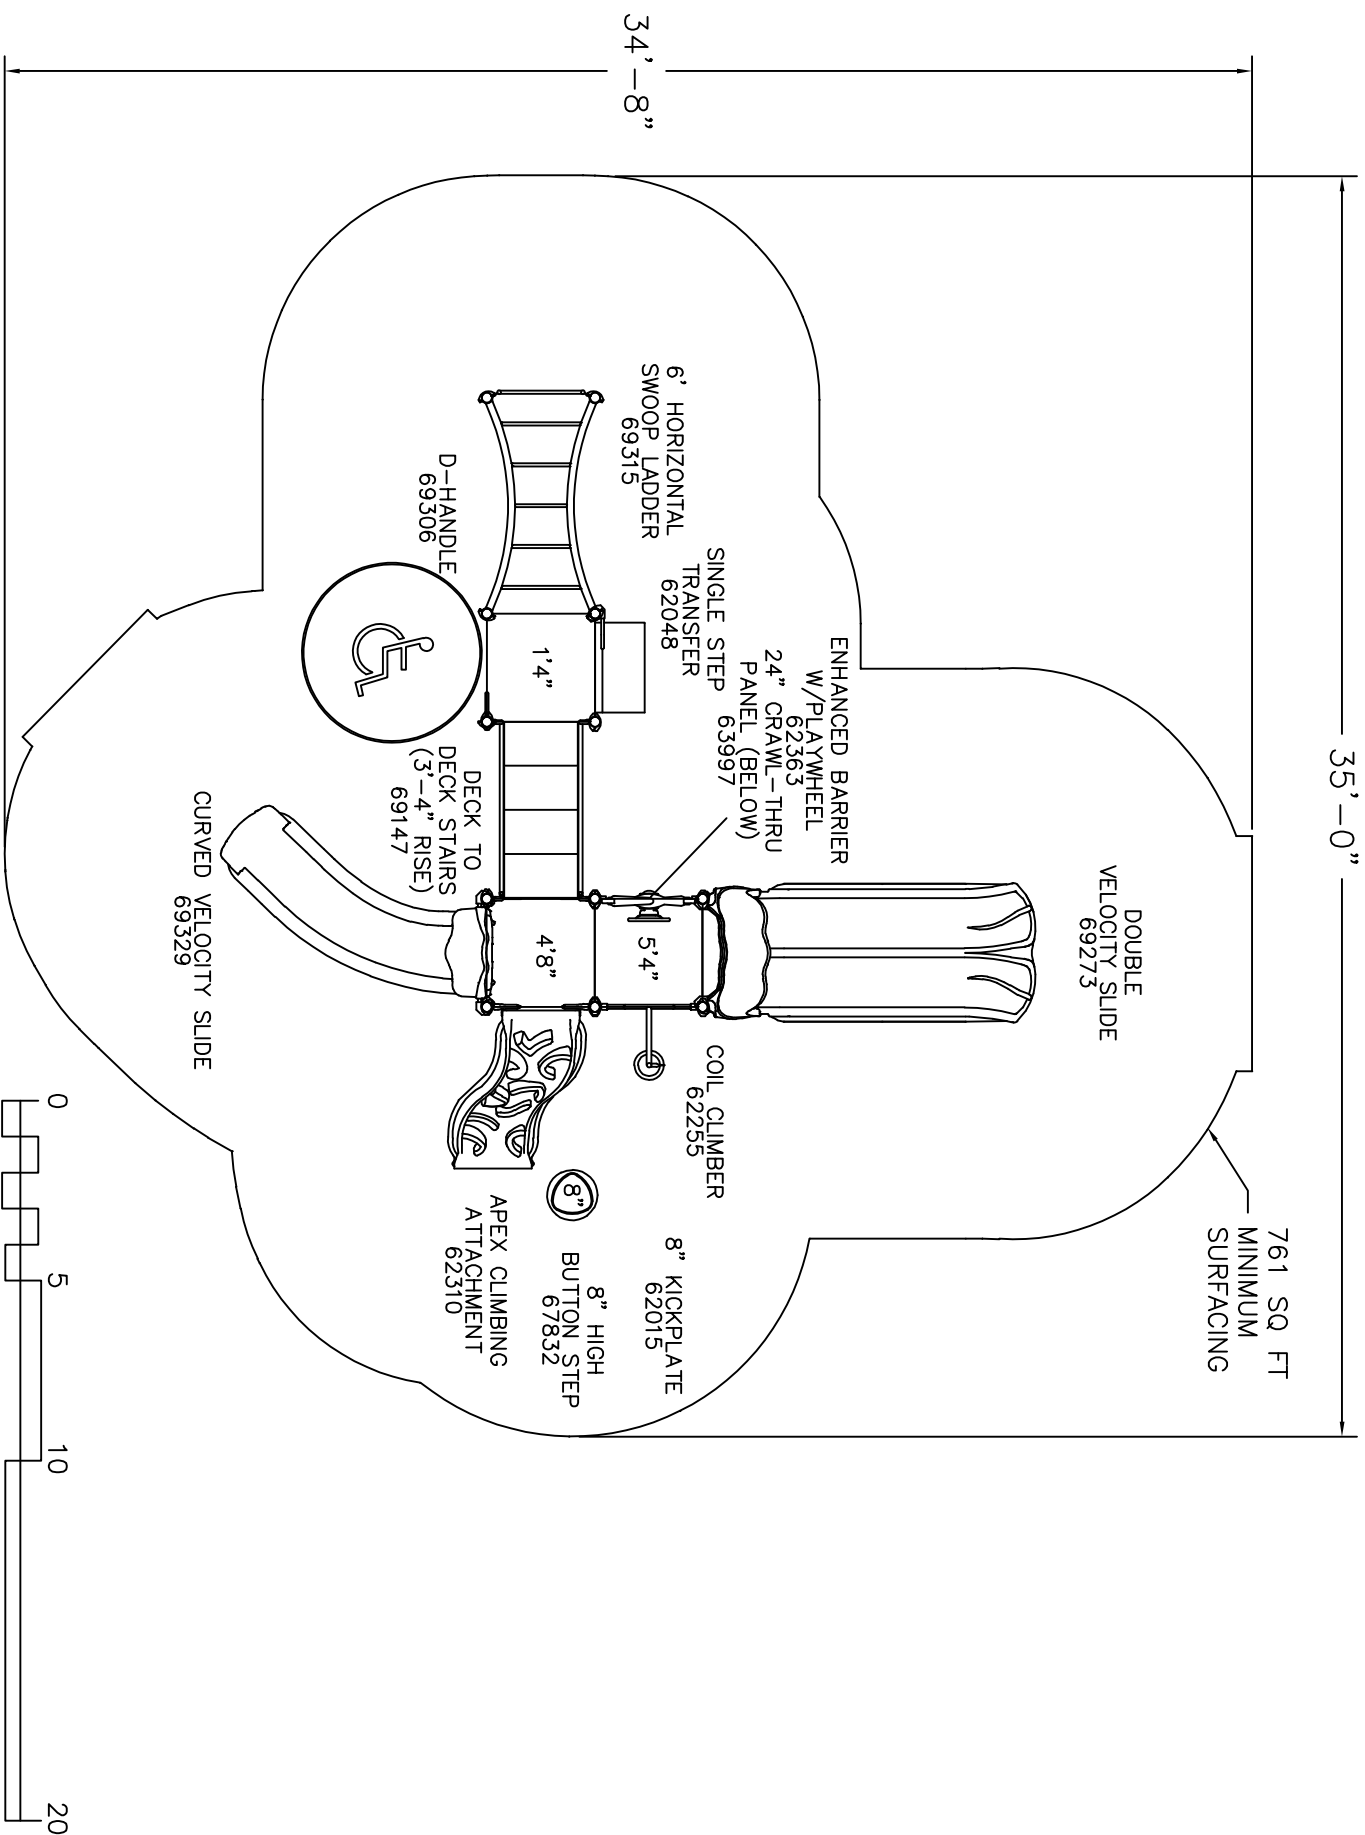 35'-0"
34'-8"
761 SQ FT
MINIMUM
SURFACING
DOUBLE
VELOCITY SLIDE
69273
ENHANCED BARRIER
W/PLAYWHEEL
62363
24" CRAWL-THRU
PANEL (BELOW)
63997
SINGLE STEP
TRANSFER
62048
6' HORIZONTAL
SWOOP LADDER
69315
COIL CLIMBER
62255
8" KICKPLATE
62015
8" HIGH
BUTTON STEP
67832
8"
5'4"
4'8"
1'4"
APEX CLIMBING
ATTACHMENT
62310
D-HANDLE
69306
DECK TO
DECK STAIRS
(3'-4" RISE)
69147
CURVED VELOCITY SLIDE
69329
0
5
10
20